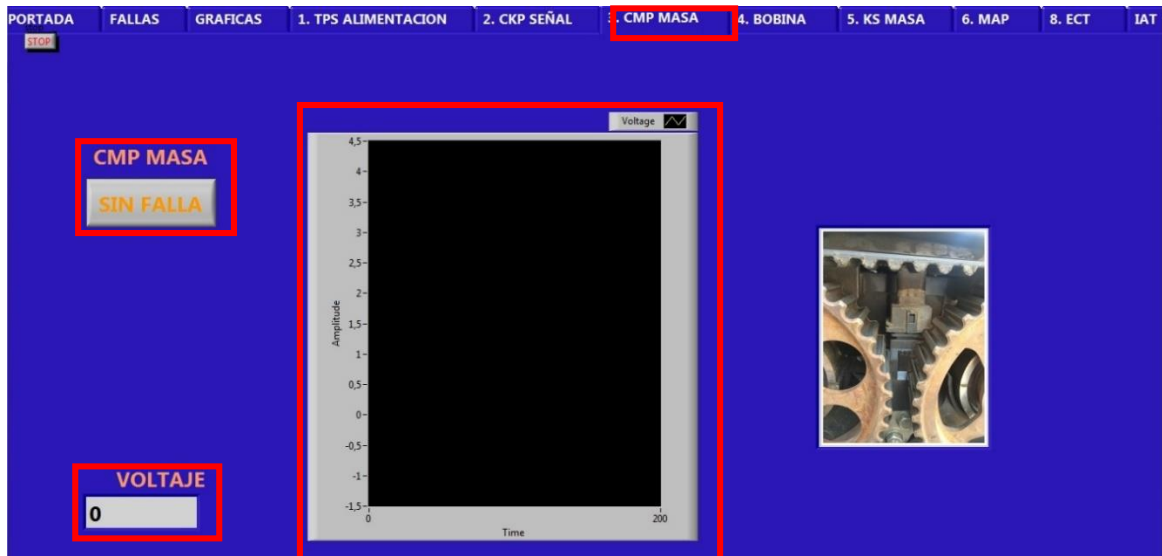 PORTADA FALLAS GRAFICAS 1. TPS ALIMENTACION 2. CKP SEÑAL 3. CMP MASA 4. BOBINA 5. KS MASA 6. MAP 8. ECT IAT
STOP
Voltage
CMP MASA
SIN FALLA
4,5
4
3,5
3
2,5
2
1,5
1
0,5
0
-0,5
-1
-1,5
Amplitude
0 200
Time
VOLTAJE
0